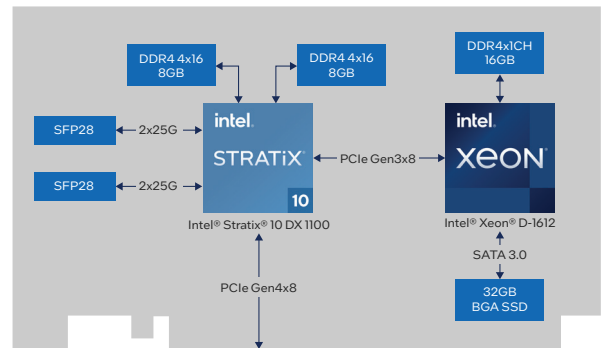 DDR4 4x16
8GB
DDR4 4x16
8GB
DDR4x1CH
16GB
SFP28
2x25G
intel.
STRATIX
10
PCIe Gen3x8
intel.
xeon
SFP28
2x25G
Intel® Stratix® 10 DX 1100
Intel® Xeon® D-1612
SATA 3.0
PCIe Gen4x8
32GB
BGA SSD